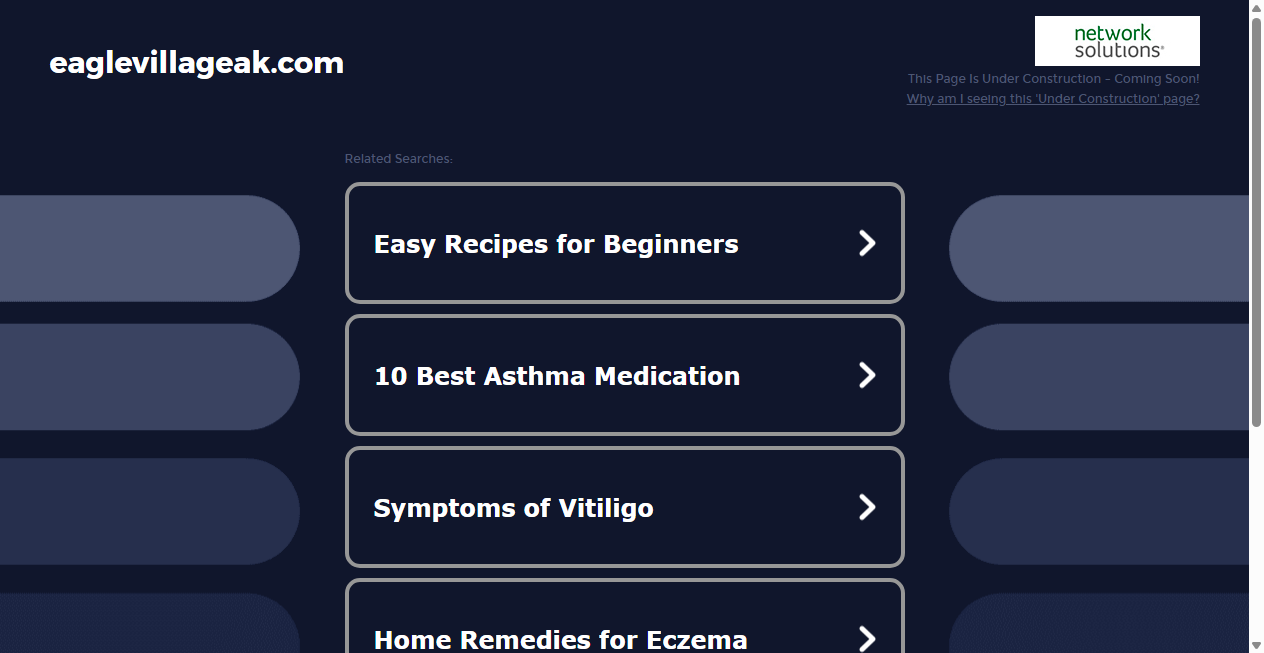 eaglevillageak.com
network
solutions®
This Page Is Under Construction - Coming Soon!
Why am I seeing this 'Under Construction' page?
Related Searches:
Easy Recipes for Beginners
10 Best Asthma Medication
Symptoms of Vitiligo
Home Remedies for Eczema